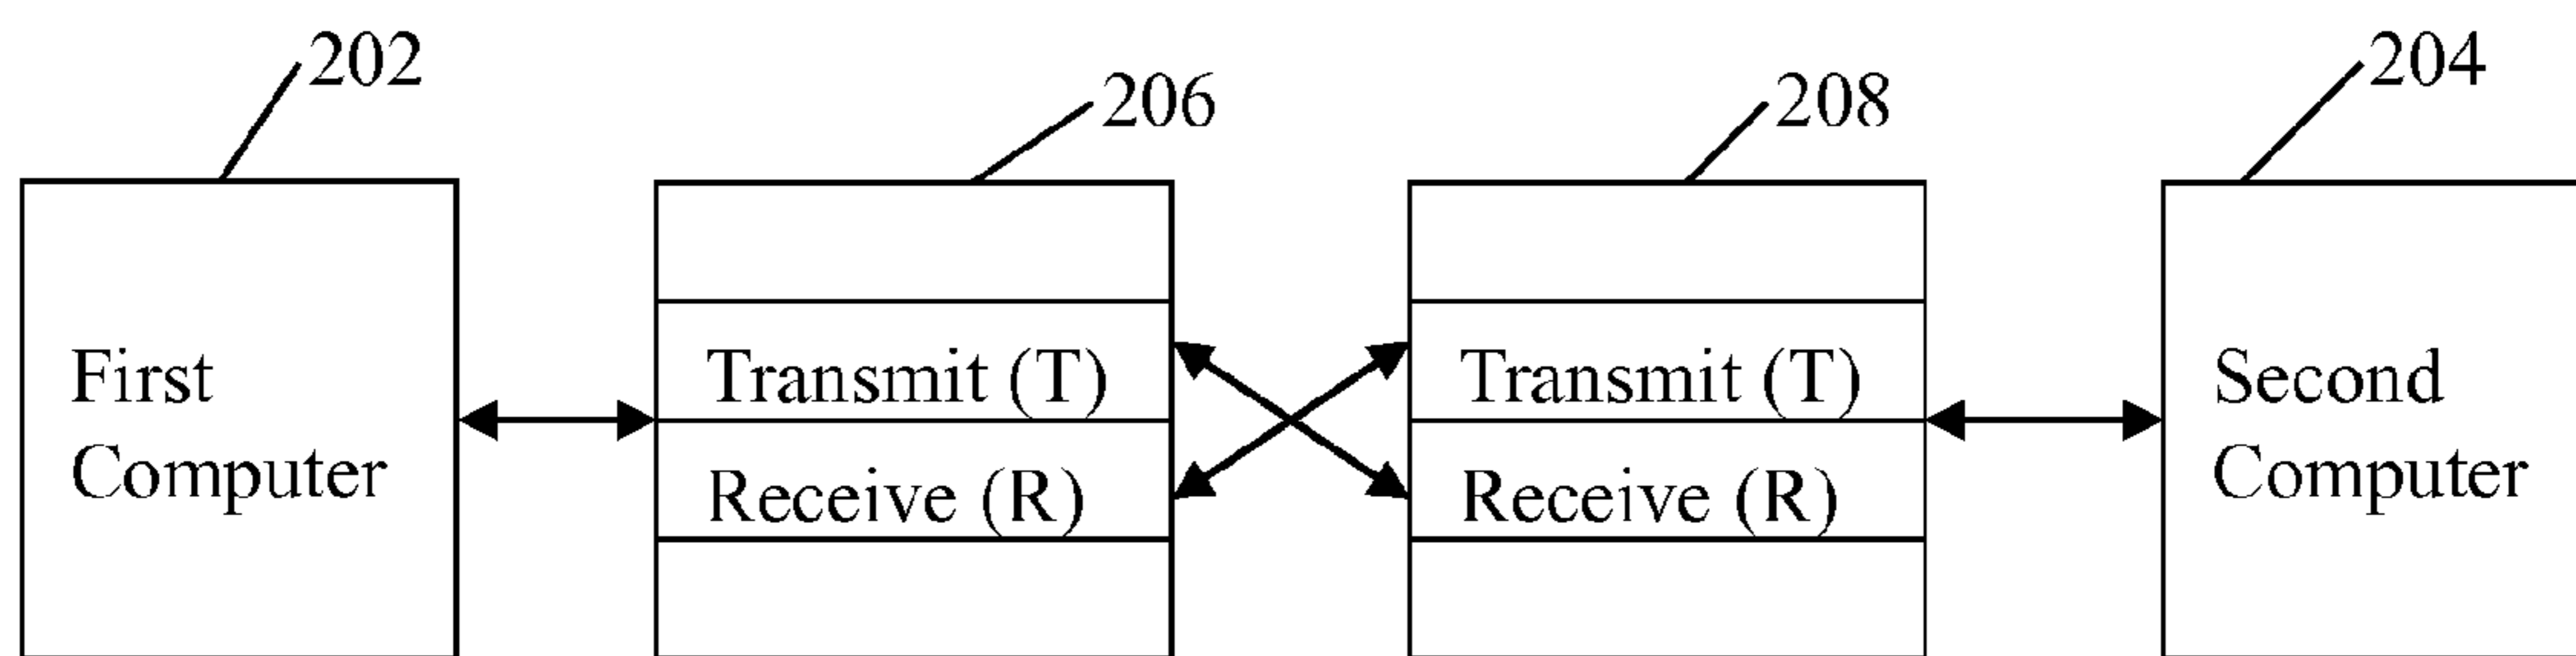 202
206
208
204
First
Computer
Transmit (T)
Receive (R)
Transmit (T)
Receive (R)
Second
Computer